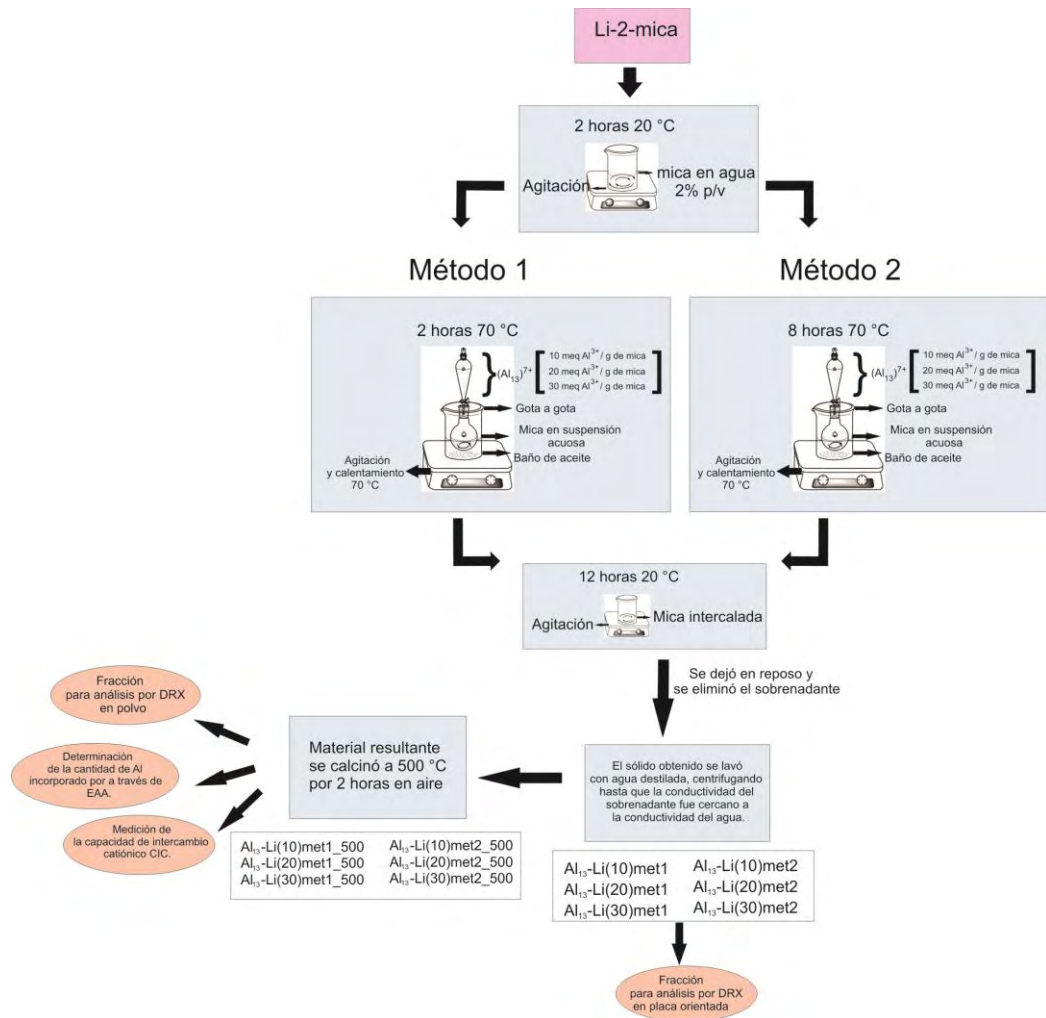 Li-2-mica
2 horas 20 °C
Agitación
mica en agua
2% p/v
Método 1
Método 2
2 horas 70 °C
(Al₁₃)⁷⁺
10 meq Al³⁺/ g de mica
20 meq Al³⁺/ g de mica
30 meq Al³⁺/ g de mica
Gota a gota
Mica en suspensión
acuosa
Baño de aceite
Agitación
y calentamiento
70 °C
8 horas 70 °C
(Al₁₃)⁷⁺
10 meq Al³⁺/ g de mica
20 meq Al³⁺/ g de mica
30 meq Al³⁺/ g de mica
Gota a gota
Mica en suspensión
acuosa
Baño de aceite
Agitación
y calentamiento
70 °C
12 horas 20 °C
Agitación
Mica intercalada
Se dejó en reposo y
se eliminó el sobrenadante
El sólido obtenido se lavó
con agua destilada, centrifugando
hasta que la conductividad del
sobrenadante fue cercano a
la conductividad del agua.
Al₁₃-Li(10)met1 Al₁₃-Li(10)met2
Al₁₃-Li(20)met1 Al₁₃-Li(20)met2
Al₁₃-Li(30)met1 Al₁₃-Li(30)met2
Fracción
para análisis por DRX
en placa orientada
Material resultante
se calcinó a 500 °C
por 2 horas en aire
Al₁₃-Li(10)met1_500 Al₁₃-Li(10)met2_500
Al₁₃-Li(20)met1_500 Al₁₃-Li(20)met2_500
Al₁₃-Li(30)met1_500 Al₁₃-Li(30)met2_500
Fracción
para análisis por DRX
en polvo
Determinación
de la cantidad de Al
incorporado por a través de
EAA.
Medición de
la capacidad de intercambio
catiónico CIC.